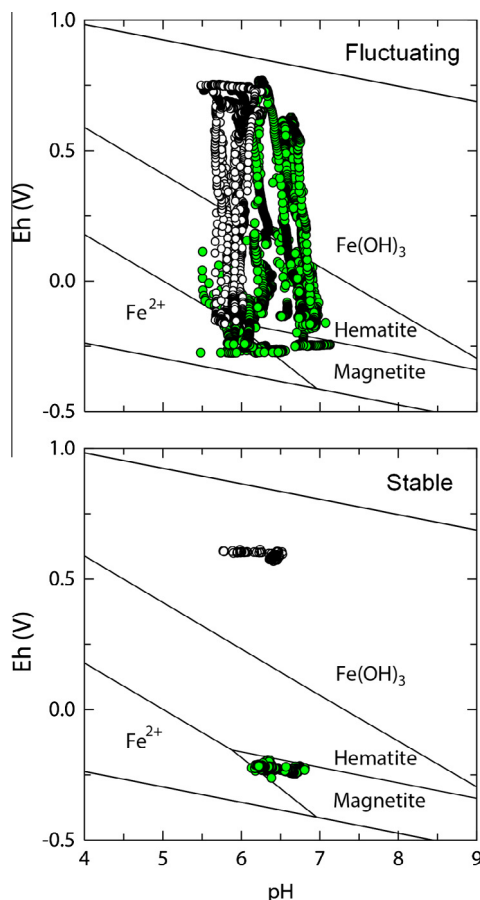 1.0
Fluctuating
0.5
Eh (V)
Fe(OH)3
0.0
Fe2+
Hematite
Magnetite
-0.5
1.0
Stable
0.5
Eh (V)
Fe(OH)3
0.0
Fe2+
Hematite
Magnetite
-0.5
4 5 6 7 8 9
pH